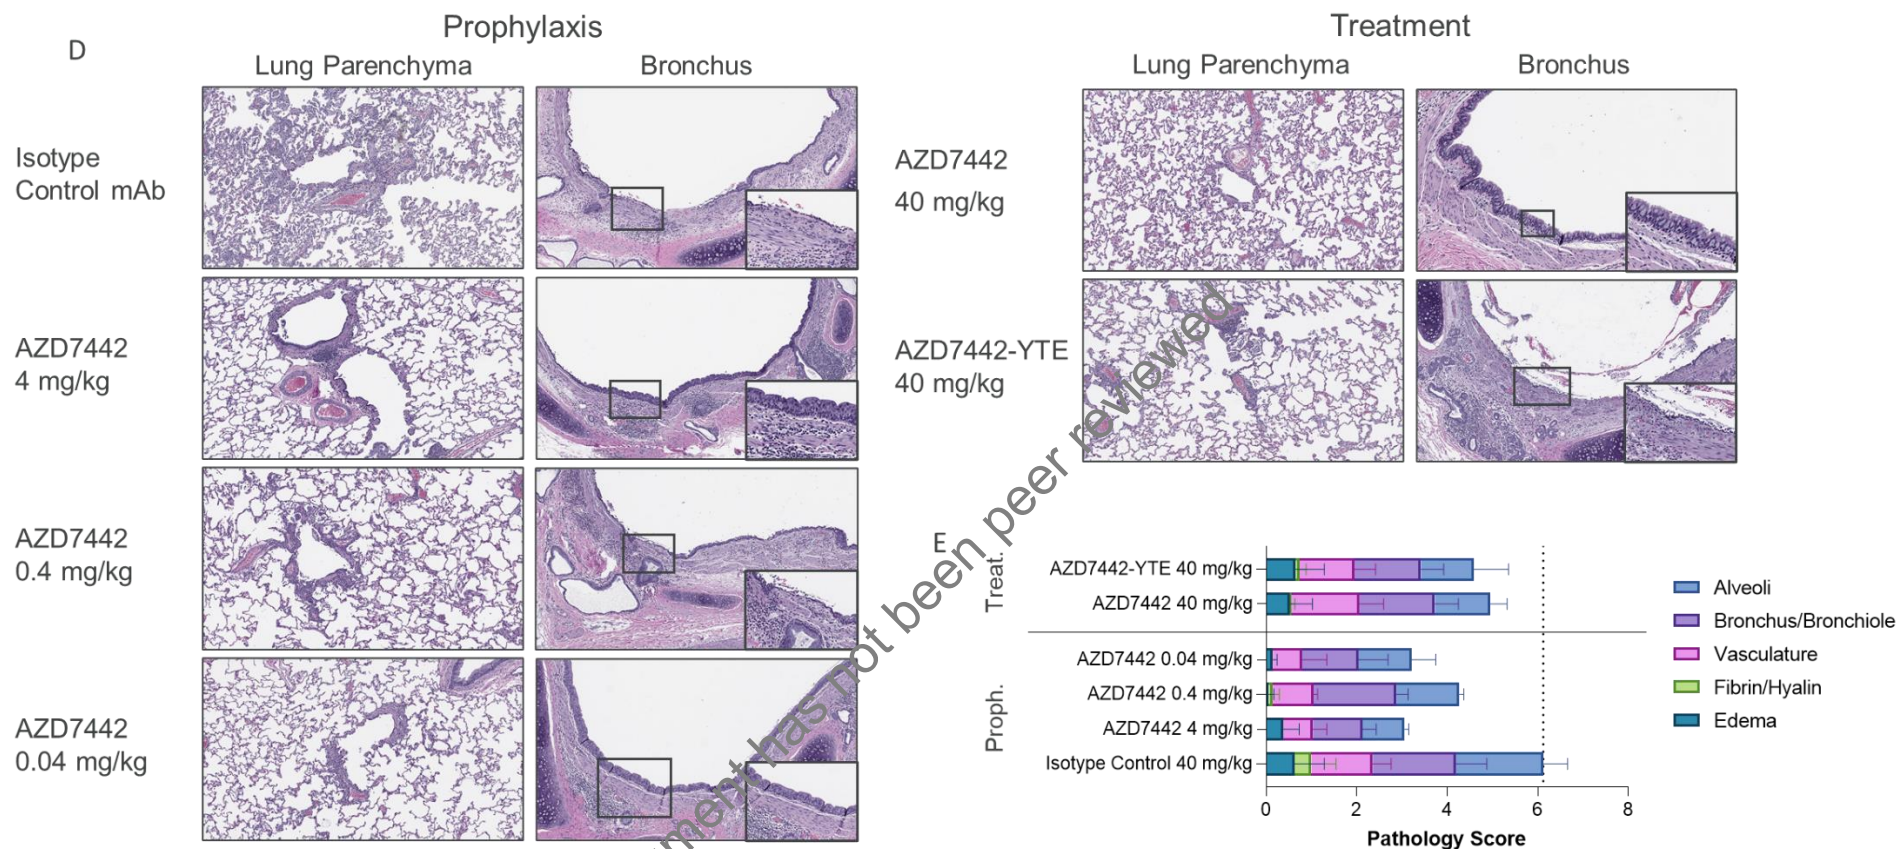 D
Prophylaxis
Lung Parenchyma
Bronchus
Isotype
Control mAb
AZD7442
4 mg/kg
AZD7442
0.4 mg/kg
AZD7442
0.04 mg/kg
Treatment
Lung Parenchyma
Bronchus
AZD7442
40 mg/kg
AZD7442-YTE
40 mg/kg
E
Treat.
AZD7442-YTE 40 mg/kg
AZD7442 40 mg/kg
Proph.
AZD7442 0.04 mg/kg
AZD7442 0.4 mg/kg
AZD7442 4 mg/kg
Isotype Control 40 mg/kg
0 2 4 6 8
Pathology Score
Alveoli
Bronchus/Bronchiole
Vasculature
Fibrin/Hyalin
Edema
has not been peer reviewed